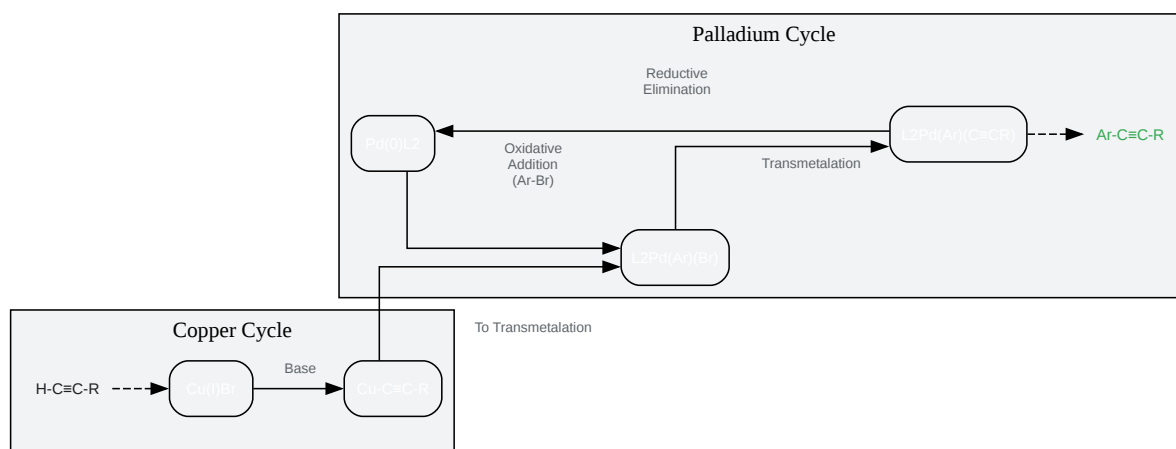 Palladium Cycle
Reductive
Elimination
Pd(0)L2
L2Pd(Ar)(C≡CR)
Ar-C≡C-R
Oxidative
Addition
(Ar-Br)
Transmetalation
L2Pd(Ar)(Br)
To Transmetalation
Copper Cycle
Base
H-C≡C-R
Cu(I)Br
Cu-C≡C-R